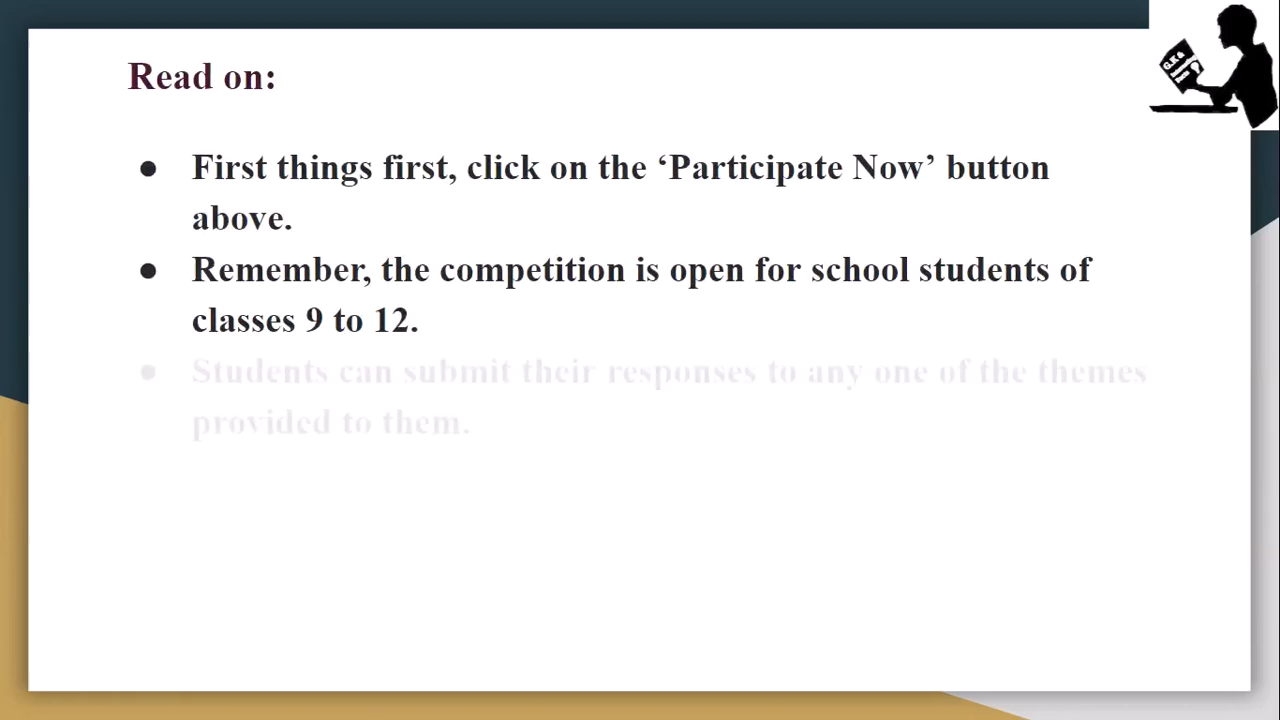 Read on:
● First things first, click on the ‘Participate Now’ button
above.
● Remember, the competition is open for school students of
classes 9 to 12.
● Students can submit their responses to any one of the themes
provided to them.
G.K &